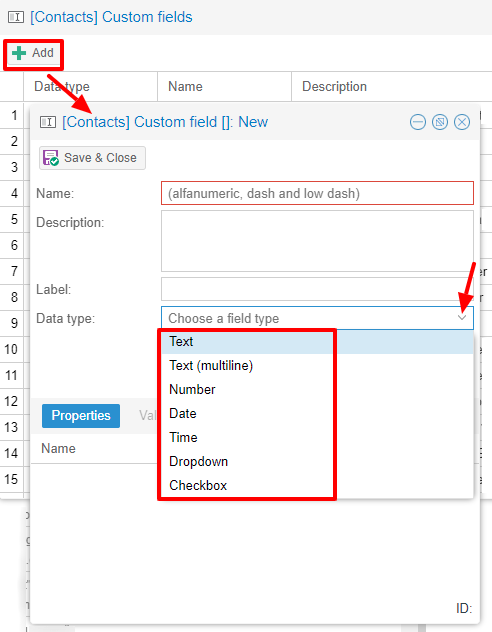 [Contacts] Custom fields
Add
Data type Name Description
1
[Contacts] Custom field []: New
2
Save & Close
3
4
Name: (alfanumeric, dash and low dash)
5
Description:
6
7
8
Label:
9
Data type: Choose a field type
Text
10
Text (multiline)
11
Number
12
Date
13
Properties Val
Time
14
Name
Dropdown
15
Checkbox
ID: